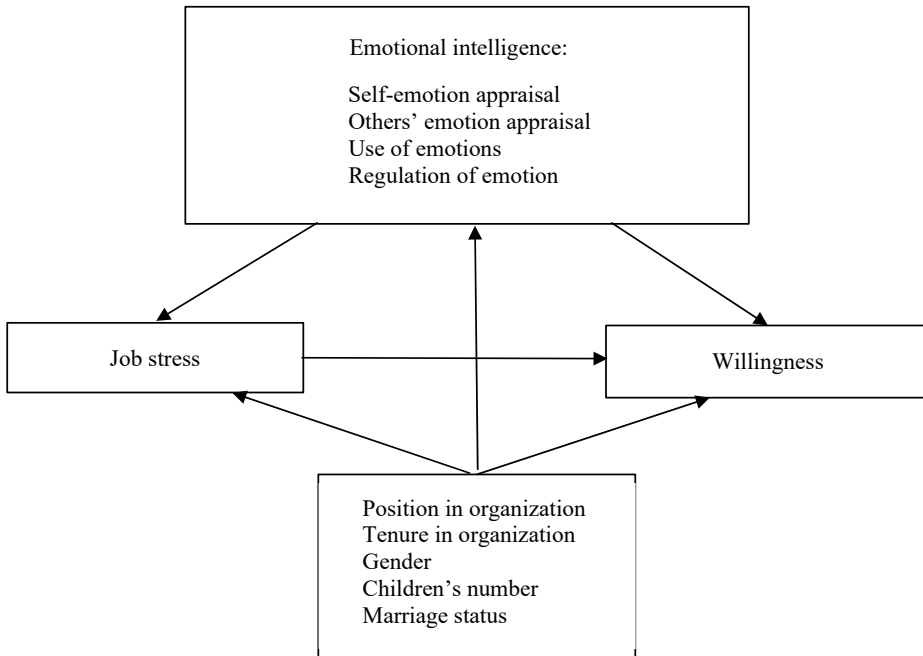 Emotional intelligence:
Self-emotion appraisal
Others’ emotion appraisal
Use of emotions
Regulation of emotion
Job stress
Willingness
Position in organization
Tenure in organization
Gender
Children’s number
Marriage status